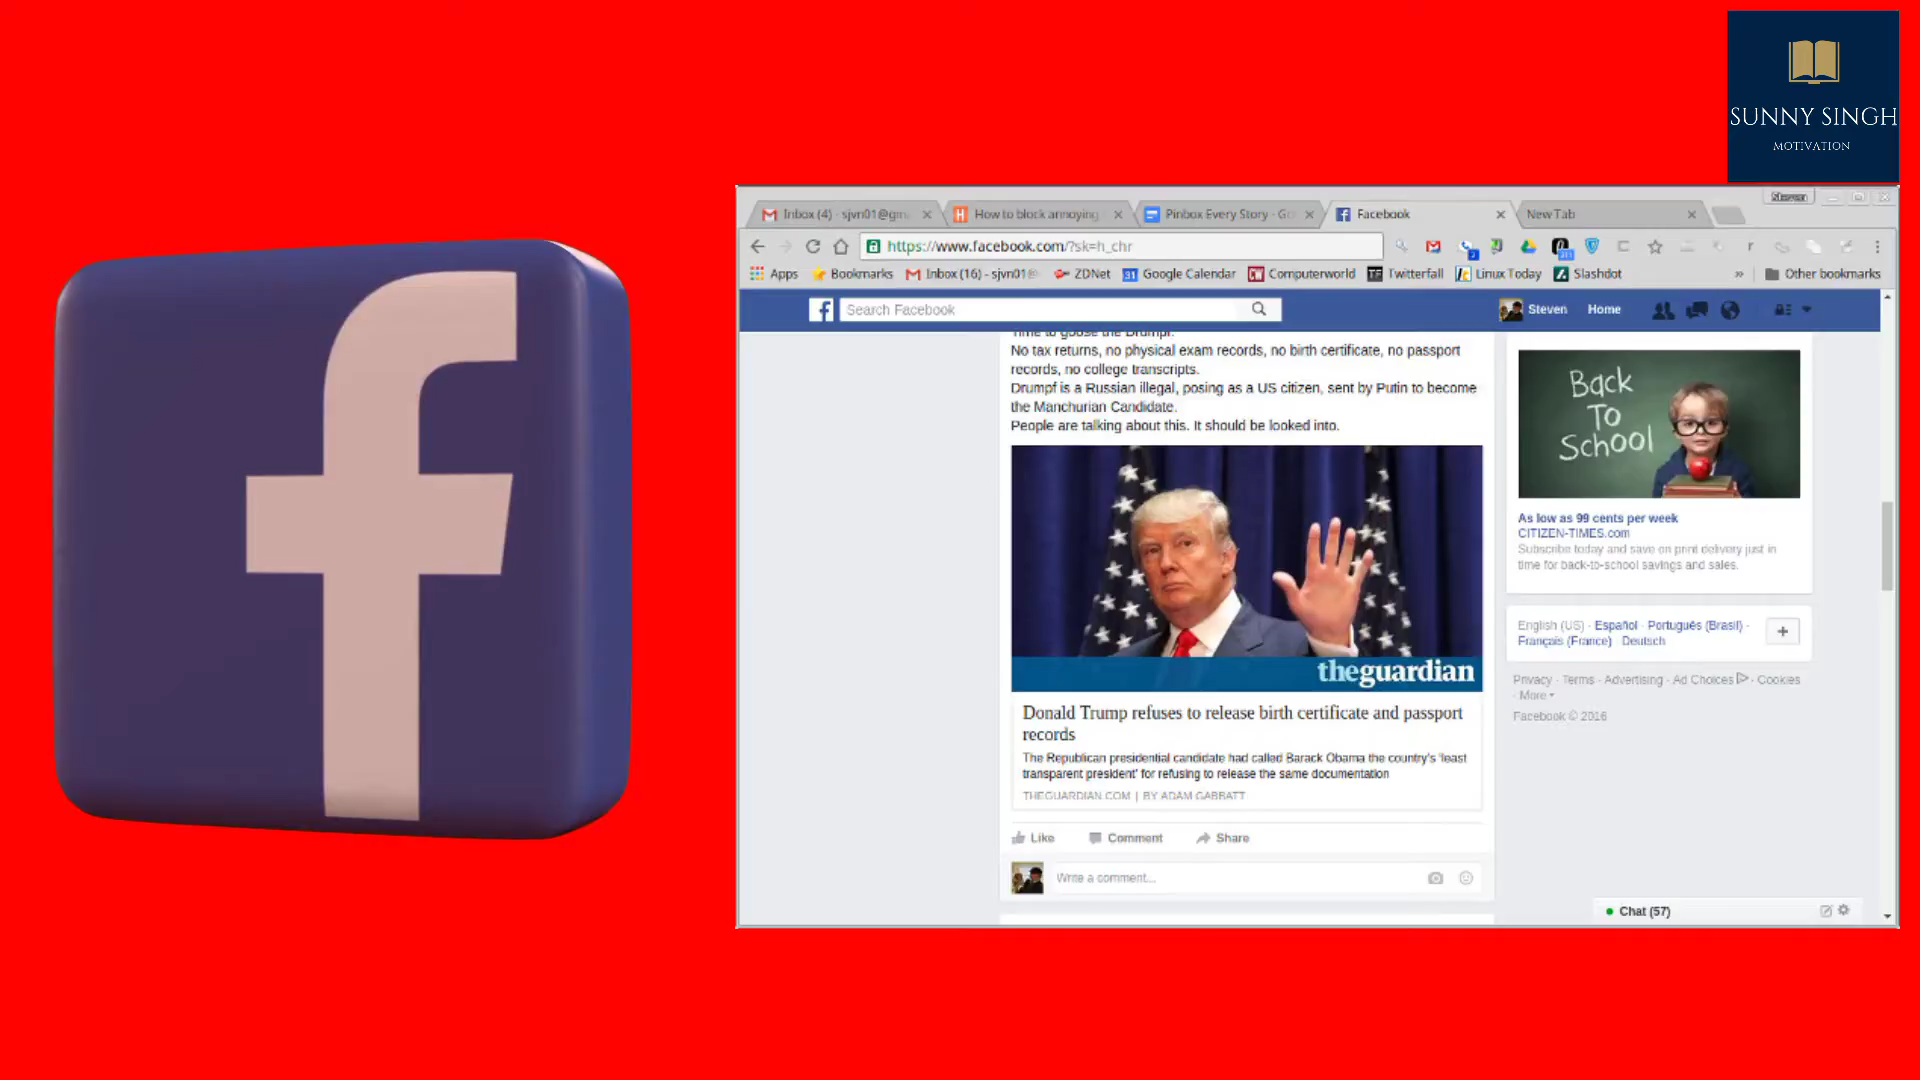 SUNNY SINGH
MOTIVATION
Inbox (4) - sjvn01@gm
How to block annoying
Pinbox Every Story - Go
Facebook
New Tab
https://www.facebook.com/?sk=h_chr
Apps
Bookmarks
Inbox (16) - sjvn01@
ZDNet
31 Google Calendar
Computerworld
Twitterfall
Linux Today
Slashdot
»
Other bookmarks
Search Facebook
Steven
Home
Time to goose the Drumpf.
No tax returns, no physical exam records, no birth certificate, no passport
records, no college transcripts.
Drumpf is a Russian illegal, posing as a US citizen, sent by Putin to become
the Manchurian Candidate.
People are talking about this. It should be looked into.
theguardian
Donald Trump refuses to release birth certificate and passport
records
The Republican presidential candidate had called Barack Obama the country's 'least
transparent president' for refusing to release the same documentation
THEGUARDIAN.COM | BY ADAM GABBATT
Like
Comment
Share
Write a comment...
Back
To
School
As low as 99 cents per week
CITIZEN-TIMES.com
Subscribe today and save on print delivery just in
time for back-to-school savings and sales.
English (US) · Español · Português (Brasil) ·
Français (France) · Deutsch
Privacy · Terms · Advertising · Ad Choices · Cookies
· More
Facebook © 2016
Chat (57)